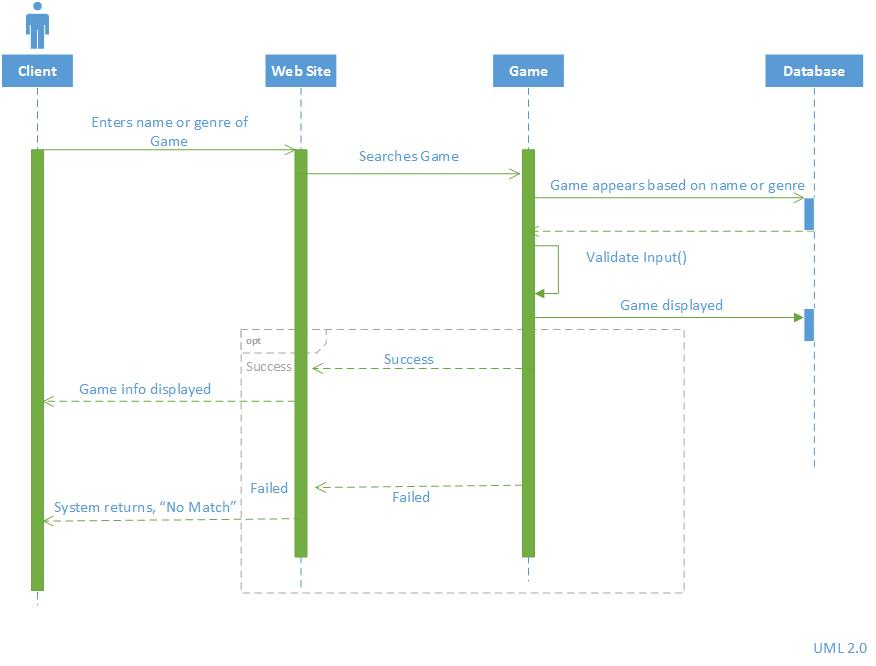 Client
Web Site
Game
Database
Enters name or genre of
Game
Searches Game
Game appears based on name or genre
Validate Input()
Game displayed
opt
Success
Success
Game info displayed
Failed
Failed
System returns, “No Match”
UML 2.0